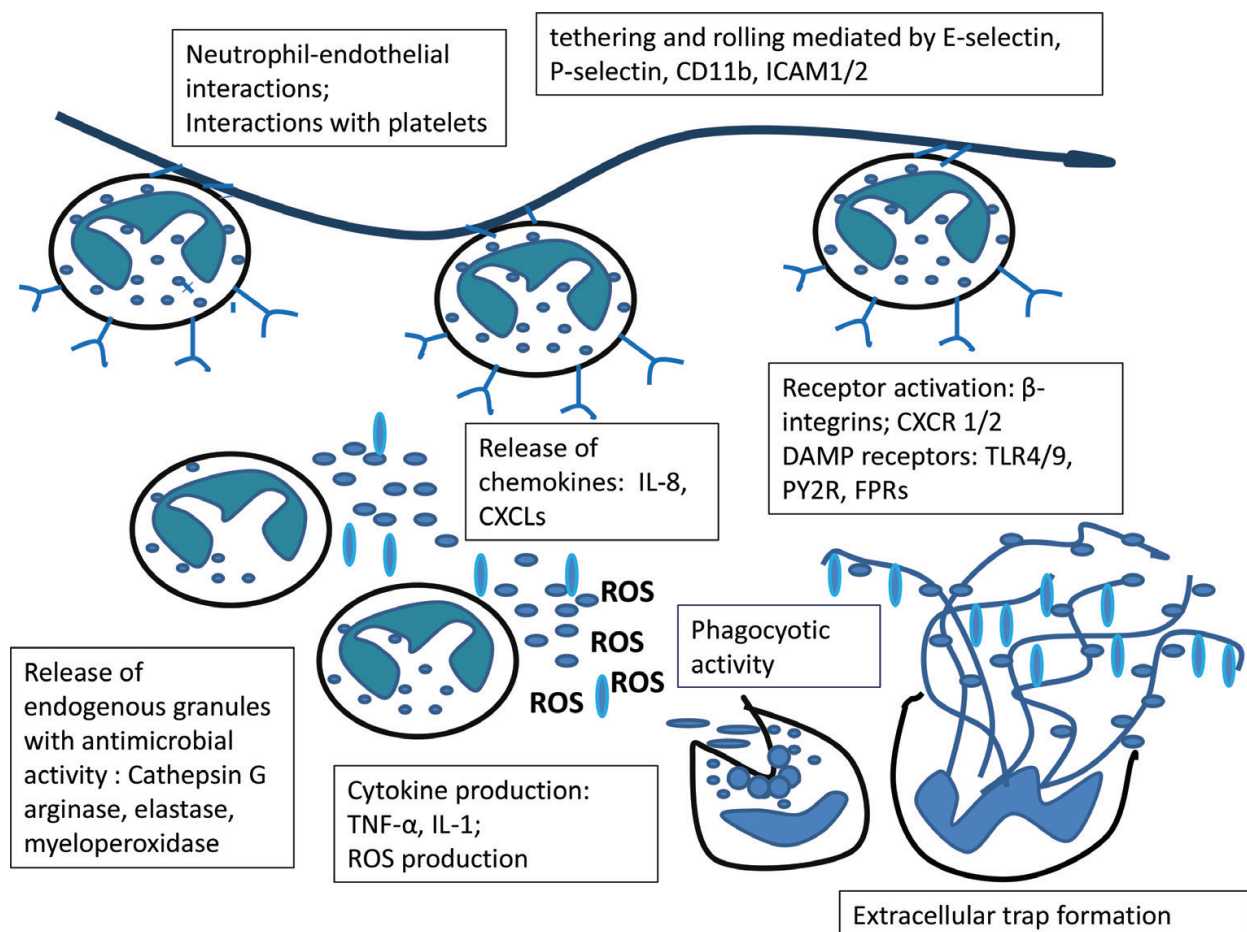 Neutrophil-endothelial
interactions;
Interactions with platelets
tethering and rolling mediated by E-selectin,
P-selectin, CD11b, ICAM1/2
Receptor activation: β-
integrins; CXCR 1/2
DAMP receptors: TLR4/9,
PY2R, FPRs
Release of
chemokines: IL-8,
CXCLs
ROS
ROS
ROS
ROS
Phagocyotic
activity
Release of
endogenous granules
with antimicrobial
activity : Cathepsin G
arginase, elastase,
myeloperoxidase
Cytokine production:
TNF-α, IL-1;
ROS production
Extracellular trap formation